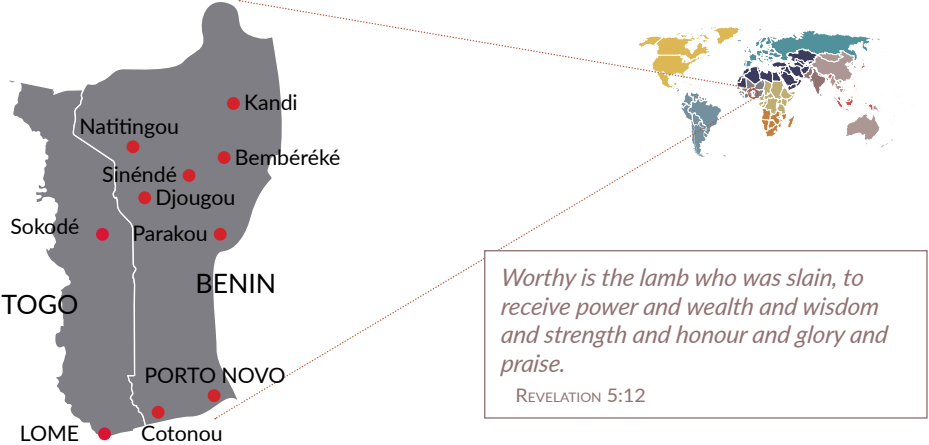 Kandi
Natitingou
Bembéréké
Sinéndé
Djougou
Sokodé
Parakou
BENIN
TOGO
PORTO NOVO
LOME
Cotonou
Worthy is the lamb who was slain, to
receive power and wealth and wisdom
and strength and honour and glory and
praise.
Revelation 5:12